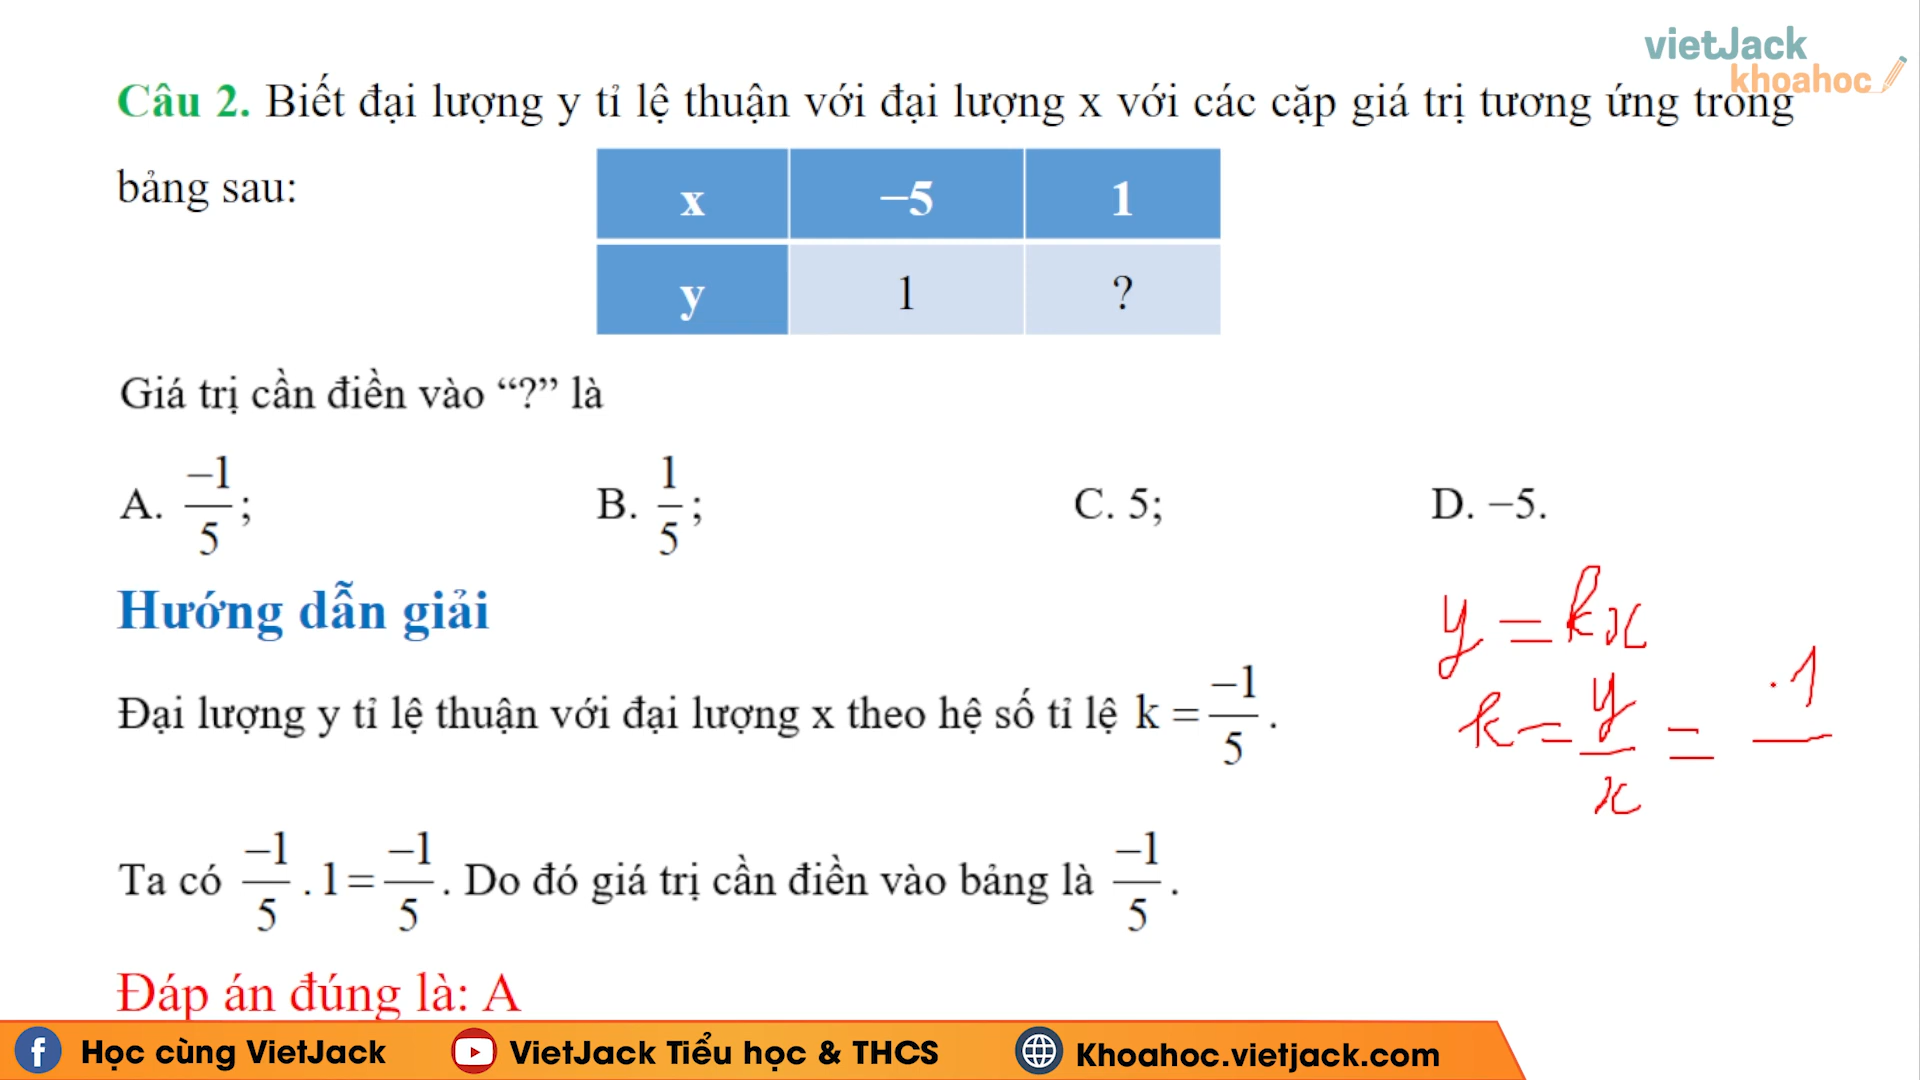 vietJack
khoahoc
Câu 2. Biết đại lượng y tỉ lệ thuận với đại lượng x với các cặp giá trị tương ứng trong
bảng sau:
x −5 1
y 1 ?
Giá trị cần điền vào “?” là
A. −1/5; B. 1/5; C. 5; D. −5.
Hướng dẫn giải
y = kx
Đại lượng y tỉ lệ thuận với đại lượng x theo hệ số tỉ lệ k = −1/5.
k = y/x = 1
Ta có −1/5 . 1 = −1/5. Do đó giá trị cần điền vào bảng là −1/5.
Đáp án đúng là: A
Học cùng VietJack VietJack Tiểu học & THCS Khoahoc.vietjack.com